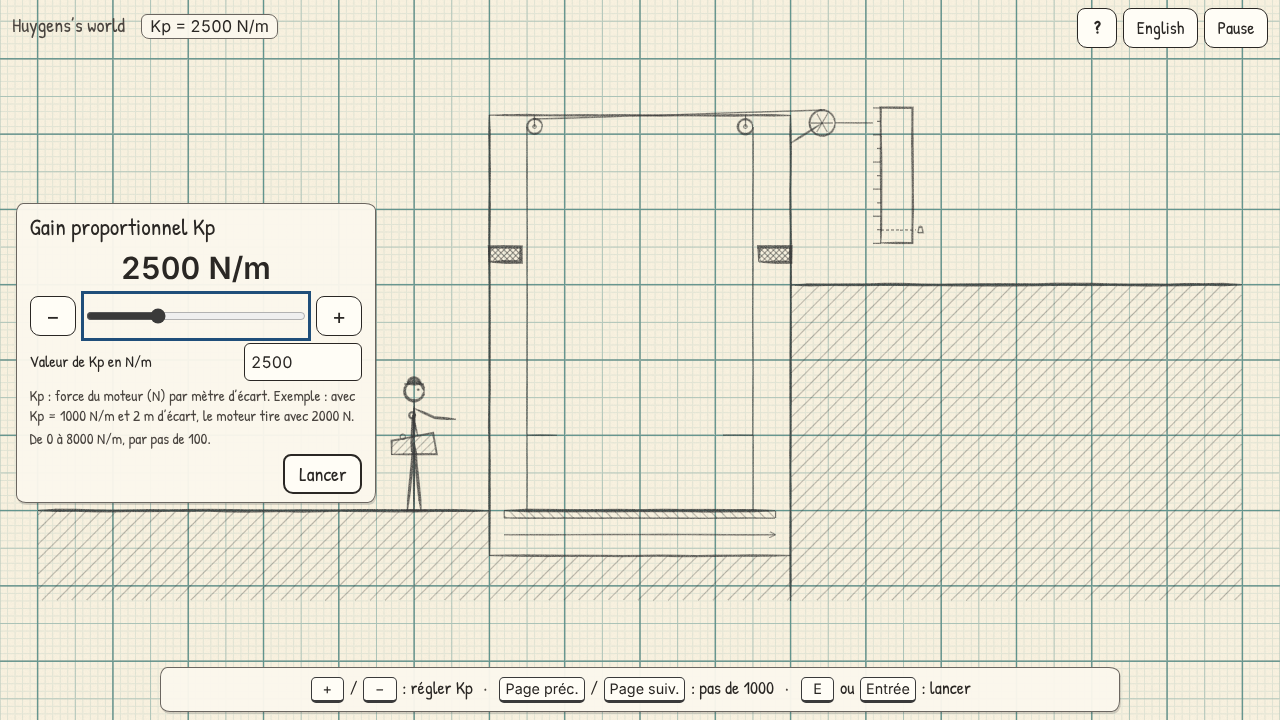 Huygens's world
Kp = 2500 N/m
?
English
Pause
Gain proportionnel Kp
2500 N/m
−
+
Valeur de Kp en N/m
2500
Kp : force du moteur (N) par mètre d'écart. Exemple : avec
Kp = 1000 N/m et 2 m d'écart, le moteur tire avec 2000 N.
De 0 à 8000 N/m, par pas de 100.
Lancer
+ / − : régler Kp · Page préc. / Page suiv. : pas de 1000 · E ou Entrée : lancer